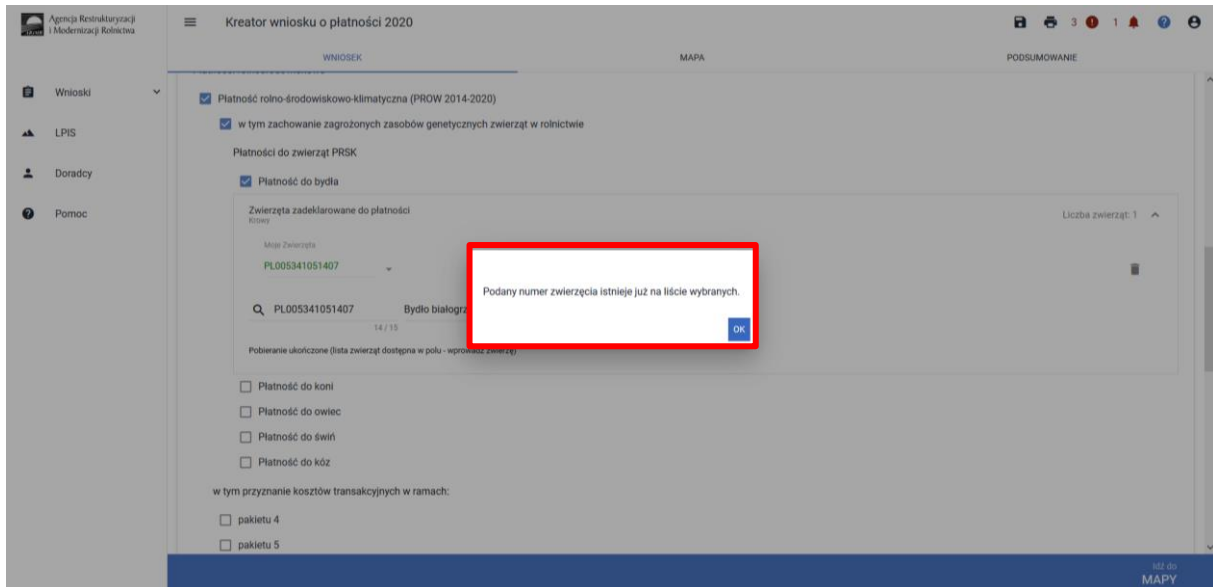 Agencja Restrukturyzacji
i Modernizacji Rolnictwa
Kreator wniosku o płatności 2020
3 1
WNIOSEK MAPA PODSUMOWANIE
Wnioski
LPIS
Doradcy
Pomoc
Płatność rolno-środowiskowo-klimatyczna (PROW 2014-2020)
w tym zachowanie zagrożonych zasobów genetycznych zwierząt w rolnictwie
Płatności do zwierząt PRSK
Płatność do bydła
Zwierzęta zadeklarowane do płatności
Krowy
Liczba zwierząt: 1
Moje Zwierzęta
PL005341051407
Podany numer zwierzęcia istnieje już na liście wybranych.
OK
PL005341051407 Bydło białogrz
14 / 15
Pobieranie ukończone (lista zwierząt dostępna w polu - wprowadź zwierzę)
Płatność do koni
Płatność do owiec
Płatność do świń
Płatność do kóz
w tym przyznanie kosztów transakcyjnych w ramach:
pakietu 4
pakietu 5
Idź do
MAPY